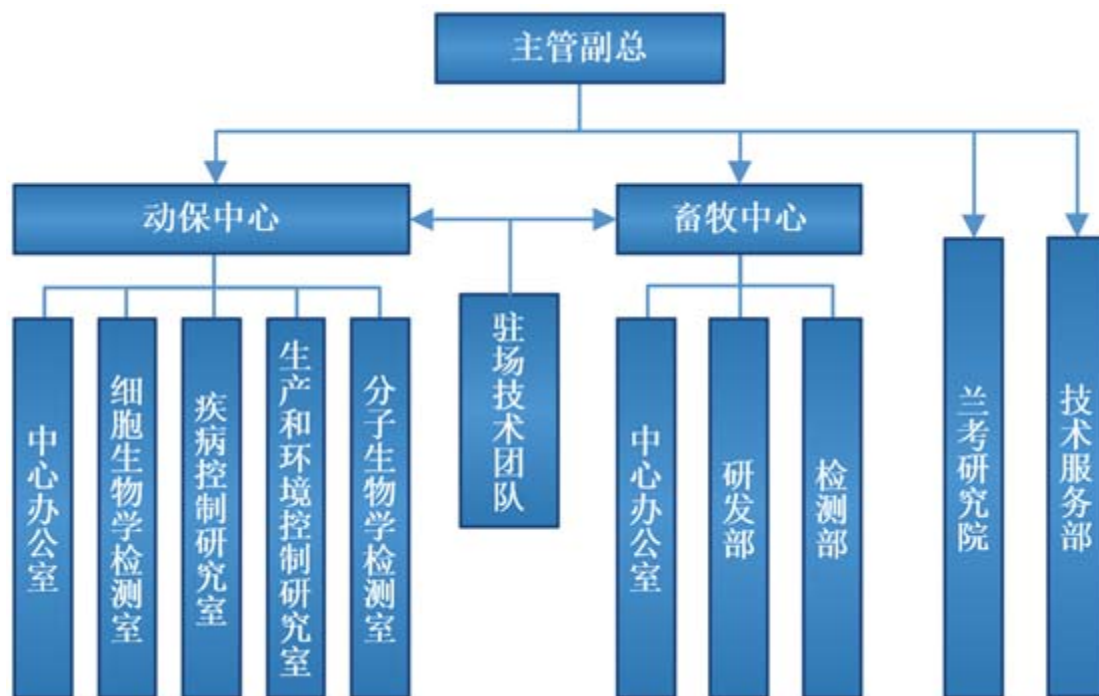 主管副总
动保中心
畜牧中心
中心办公室
细胞生物学检测室
疾病控制研究室
生产和环境控制研究室
分子生物学检测室
驻场技术团队
中心办公室
研发部
检测部
兰考研究院
技术服务部